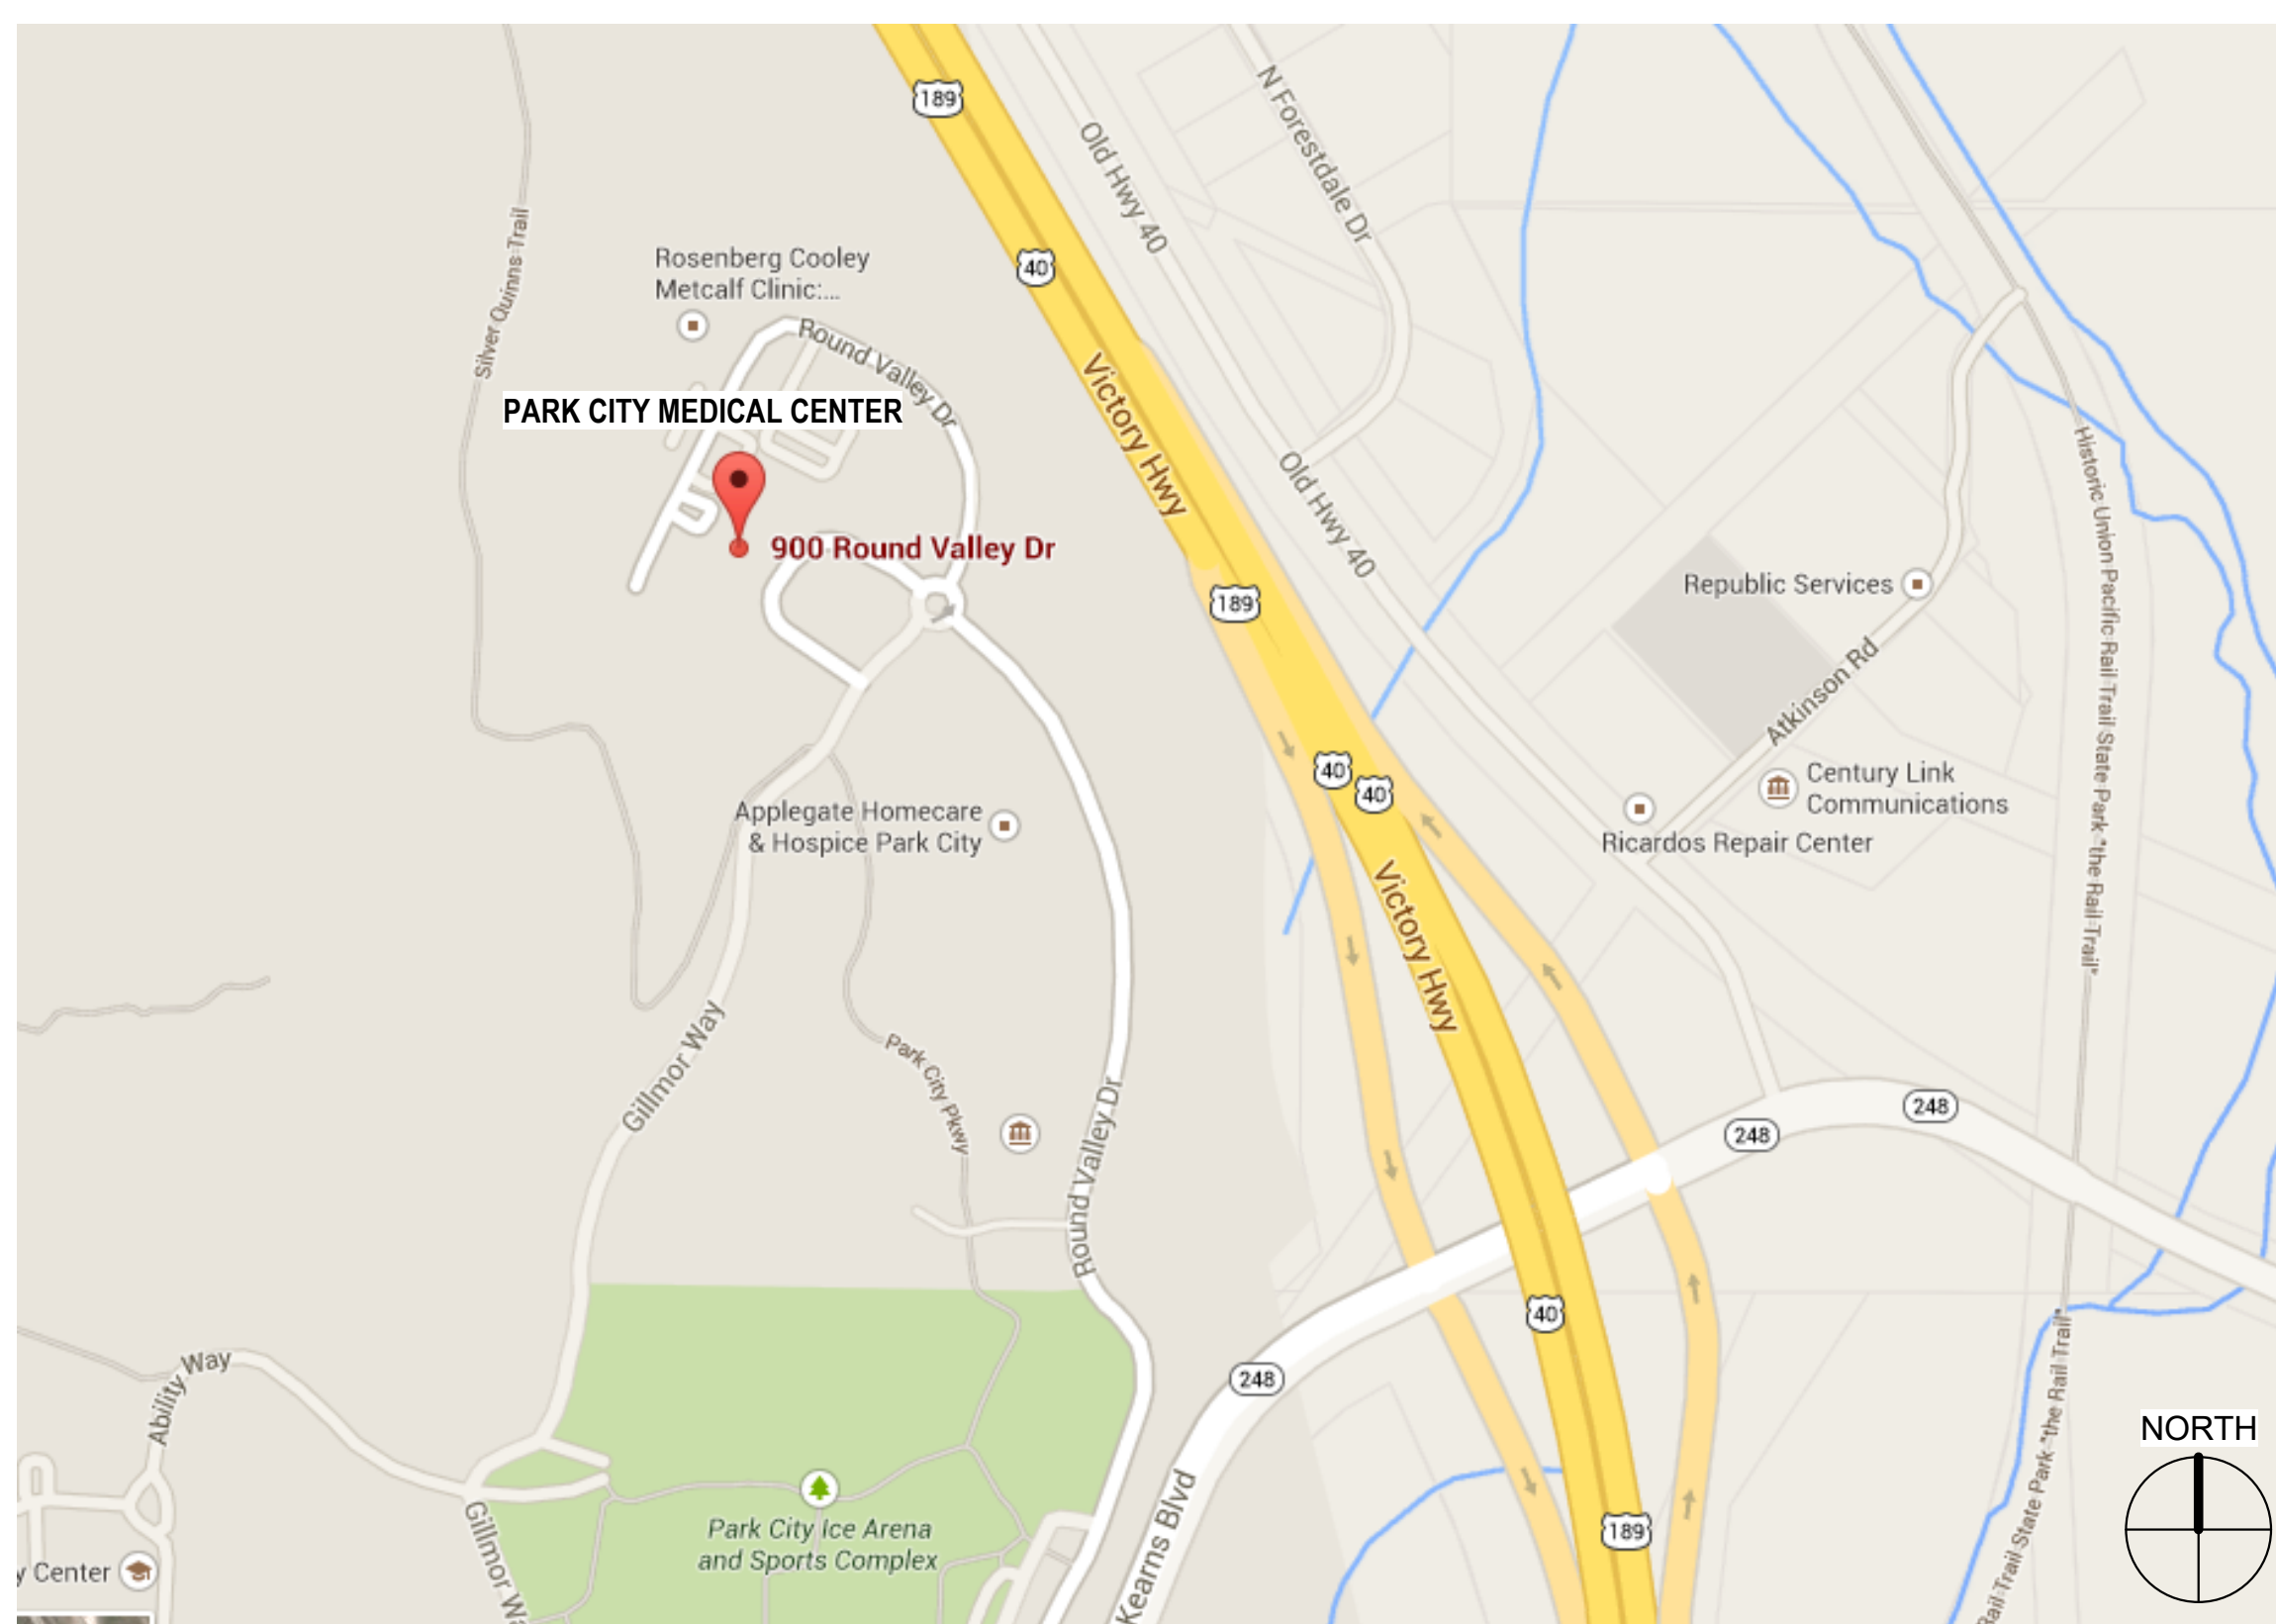 189
Old Hwy 40
N Forestdale Dr
40
Silver Quinns Trail
Rosenberg Cooley
Metcalf Clinic:...
Round Valley Dr
PARK CITY MEDICAL CENTER
Victory Hwy
Old Hwy 40
Historic Union Pacific Rail Trail State Park "the Rail Trail"
900 Round Valley Dr
189
Republic Services
Atkinson Rd
40
40
Century Link
Communications
Applegate Homecare
& Hospice Park City
Ricardos Repair Center
Victory Hwy
Gillmor Way
Park City Pkwy
Round Valley Dr
248
248
40
Ability Way
248
NORTH
Rail Trail State Park "the Rail Trail"
Kearns Blvd
Gillmor Wa
Park City Ice Arena
and Sports Complex
189
y Center